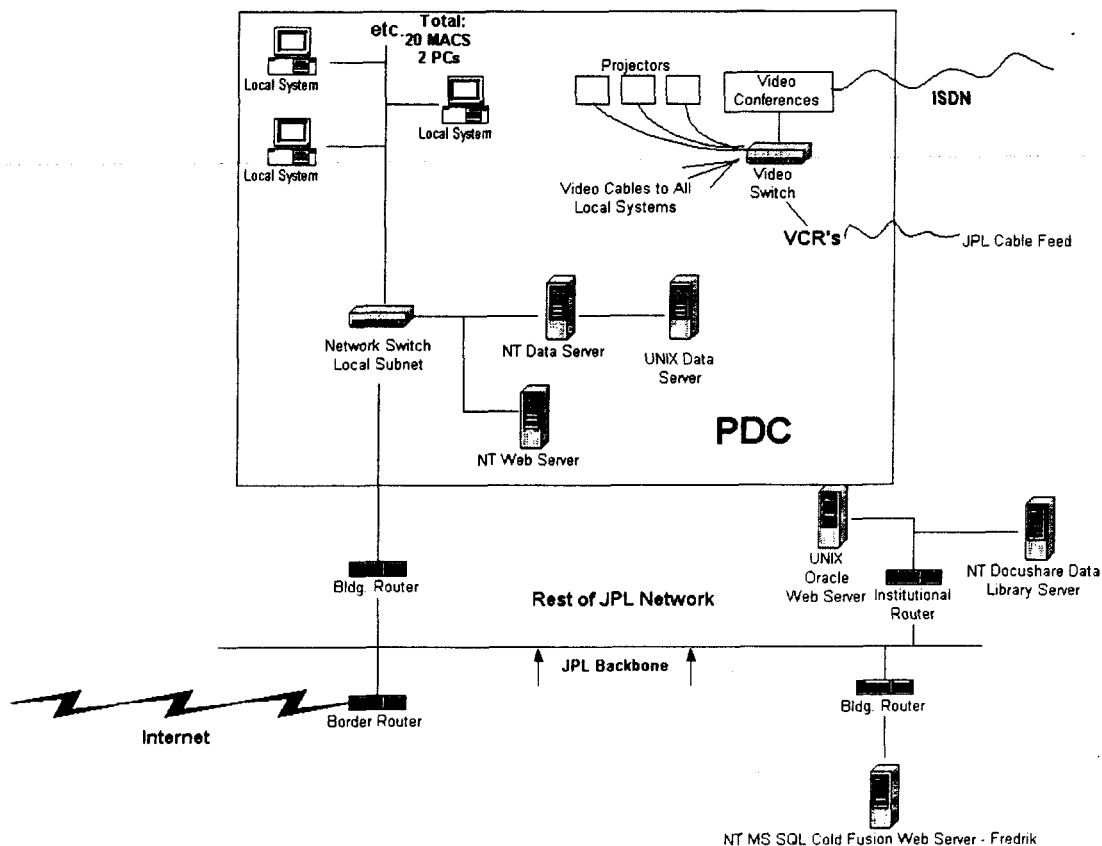 etc.
Total:
20 MACS
2 PCs
Local System
Local System
Local System
Projectors
Video
Conferences
ISDN
Video Cables to All
Local Systems
Video
Switch
VCR's
JPL Cable Feed
Network Switch
Local Subnet
NT Data Server
UNIX Data
Server
NT Web Server
PDC
Bldg. Router
Rest of JPL Network
UNIX
Oracle
Web Server
Institutional
Router
NT Docushare Data
Library Server
JPL Backbone
Internet
Border Router
Bldg. Router
NT MS SQL Cold Fusion Web Server - Fredrik